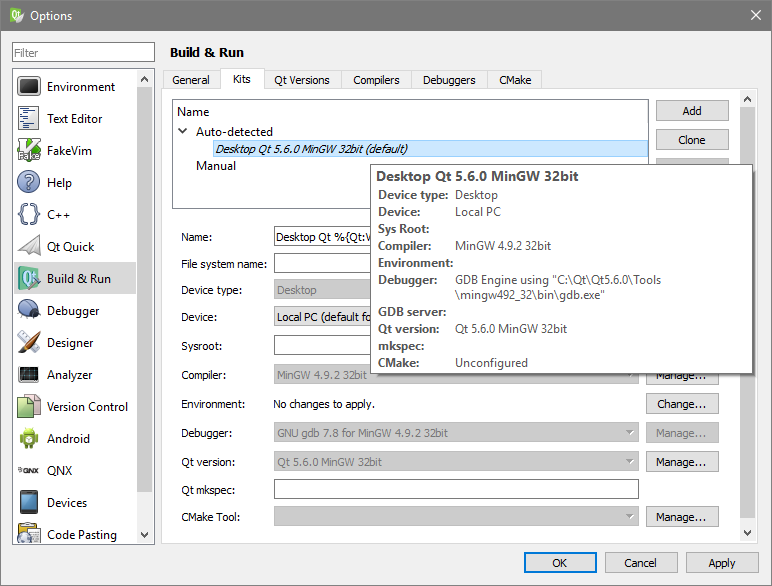 Options
Filter
Environment
Text Editor
FakeVim
Help
C++
Qt Quick
Build & Run
Debugger
Designer
Analyzer
Version Control
Android
QNX
Devices
Code Pasting
Build & Run
General Kits Qt Versions Compilers Debuggers CMake
Name
Auto-detected
Desktop Qt 5.6.0 MinGW 32bit (default)
Manual
Add
Clone
Desktop Qt 5.6.0 MinGW 32bit
Device type: Desktop
Device: Local PC
Sys Root:
Compiler: MinGW 4.9.2 32bit
Environment:
Debugger: GDB Engine using "C:\Qt\Qt5.6.0\Tools
\mingw492_32\bin\gdb.exe"
GDB server:
Qt version: Qt 5.6.0 MinGW 32bit
mkspec:
CMake: Unconfigured
Name: Desktop Qt %{Qt:V
File system name:
Device type: Desktop
Device: Local PC (default fo
Sysroot:
Compiler: MinGW 4.9.2 32bit Manage...
Environment: No changes to apply. Change...
Debugger: GNU gdb 7.8 for MinGW 4.9.2 32bit Manage...
Qt version: Qt 5.6.0 MinGW 32bit Manage...
Qt mkspec:
CMake Tool: Manage...
OK Cancel Apply